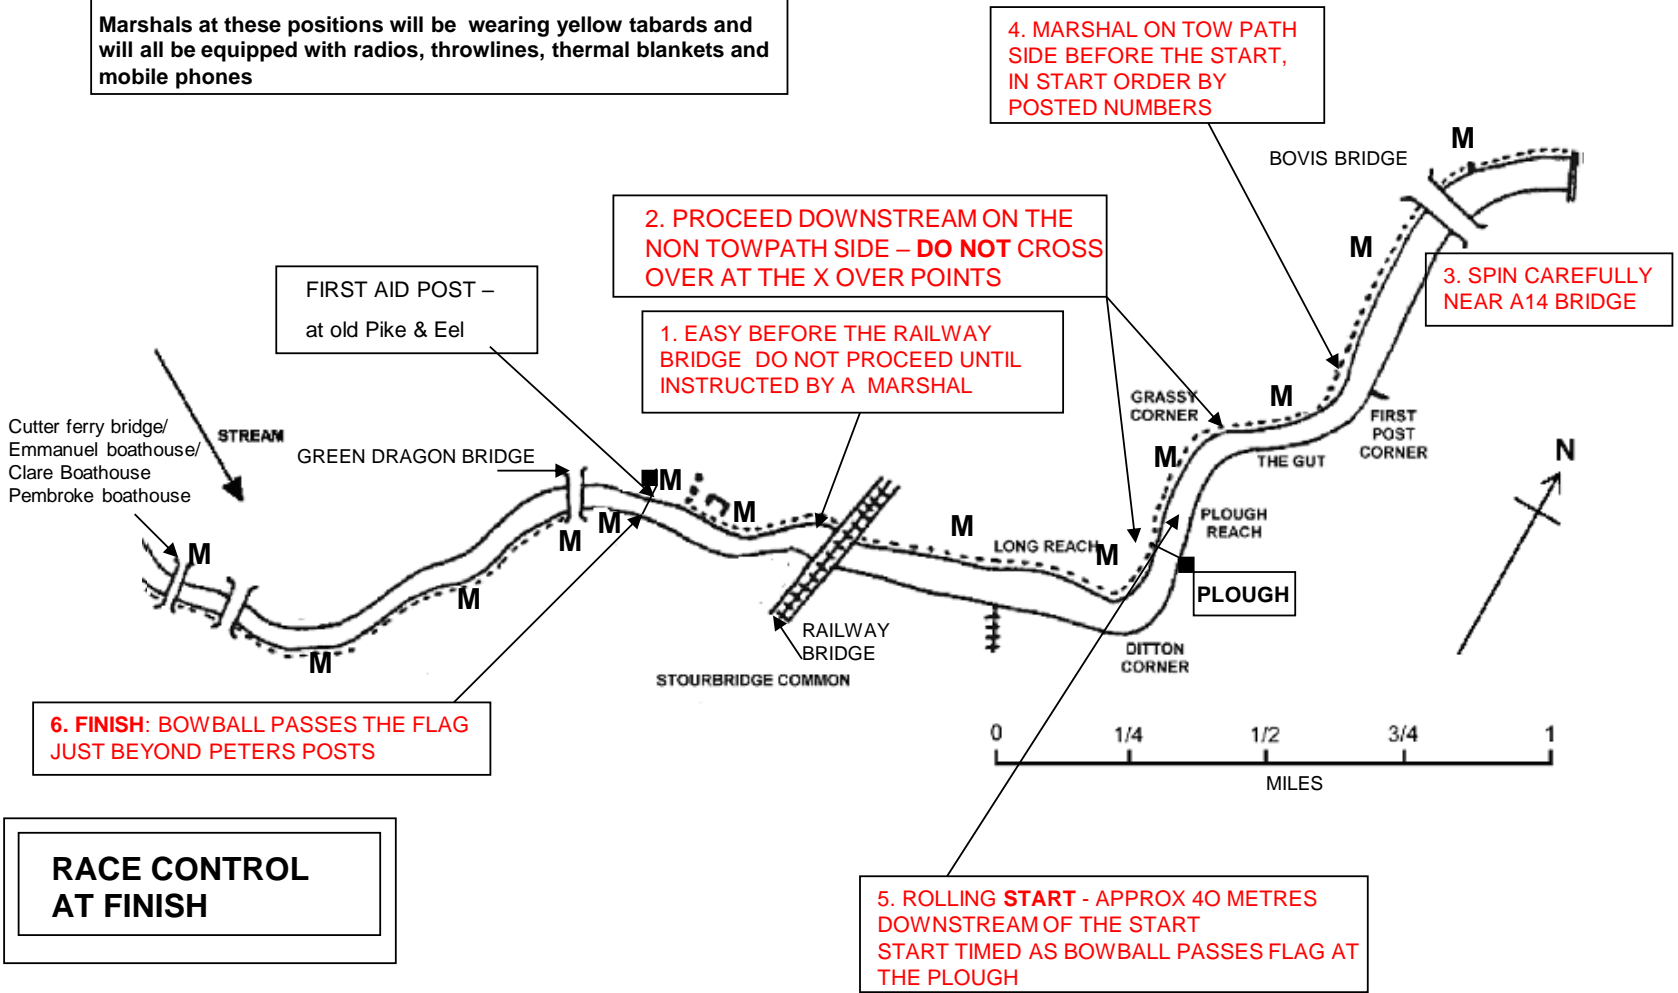 Marshals at these positions will be wearing yellow tabards and
will all be equipped with radios, throwlines, thermal blankets and
mobile phones
4. MARSHAL ON TOW PATH
SIDE BEFORE THE START,
IN START ORDER BY
POSTED NUMBERS
M
BOVIS BRIDGE
2. PROCEED DOWNSTREAM ON THE
NON TOWPATH SIDE – DO NOT CROSS
OVER AT THE X OVER POINTS
M
3. SPIN CAREFULLY
NEAR A14 BRIDGE
FIRST AID POST –
at old Pike & Eel
1. EASY BEFORE THE RAILWAY
BRIDGE DO NOT PROCEED UNTIL
INSTRUCTED BY A MARSHAL
GRASSY
CORNER
M
FIRST
POST
CORNER
Cutter ferry bridge/
Emmanuel boathouse/
Clare Boathouse
Pembroke boathouse
STREAM
GREEN DRAGON BRIDGE
M
THE GUT
N
M
M
M
M
M
PLOUGH
REACH
M
LONG REACH
M
M
M
PLOUGH
M
RAILWAY
BRIDGE
DITTON
CORNER
STOURBRIDGE COMMON
6. FINISH: BOWBALL PASSES THE FLAG
JUST BEYOND PETERS POSTS
0 1/4 1/2 3/4 1
MILES
RACE CONTROL
AT FINISH
5. ROLLING START - APPROX 4O METRES
DOWNSTREAM OF THE START
START TIMED AS BOWBALL PASSES FLAG AT
THE PLOUGH